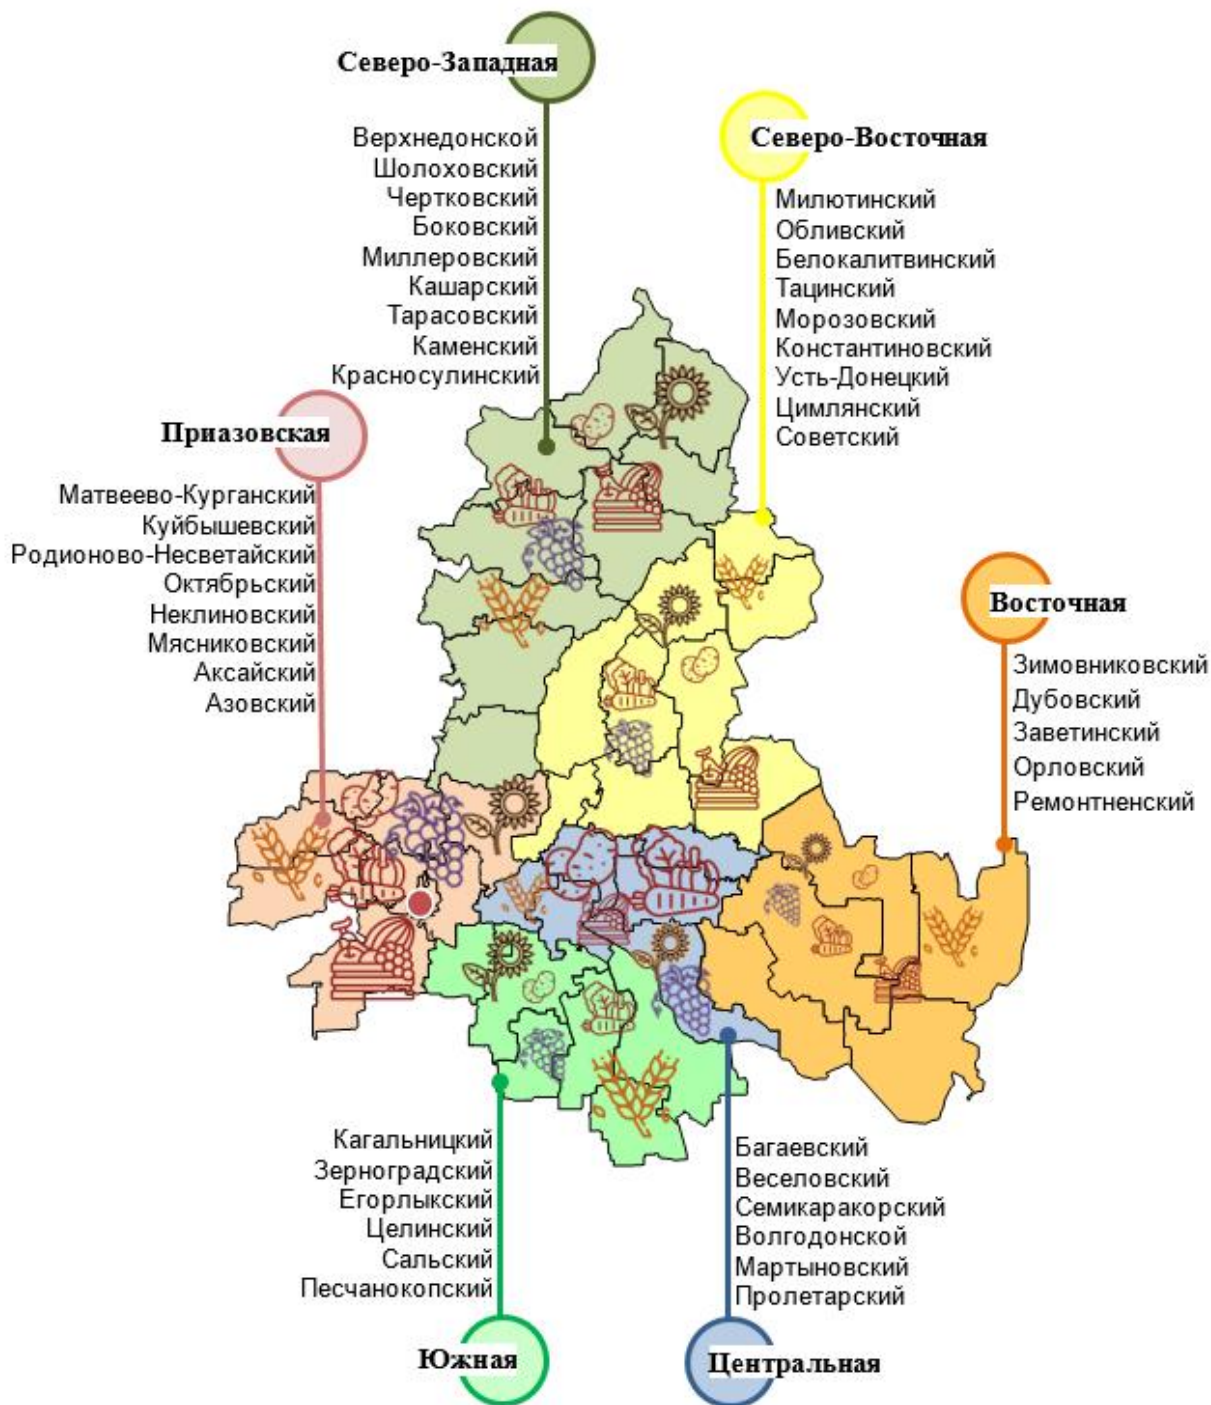 Северо-Западная
Верхнедонской
Шолоховский
Чертковский
Боковский
Миллеровский
Кашарский
Тарасовский
Каменский
Красносулинский
Северо-Восточная
Милютинский
Обливский
Белокалитвинский
Тацинский
Морозовский
Константиновский
Усть-Донецкий
Цимлянский
Советский
Приазовская
Матвеево-Курганский
Куйбышевский
Родионово-Несветайский
Октябрьский
Неклиновский
Мясниковский
Аксайский
Азовский
Восточная
Зимовниковский
Дубовский
Заветинский
Орловский
Ремонтненский
Кагальницкий
Зерноградский
Егорлыкский
Целинский
Сальский
Песчанокопский
Южная
Багаевский
Веселовский
Семикаракорский
Волгодонской
Мартыновский
Пролетарский
Центральная